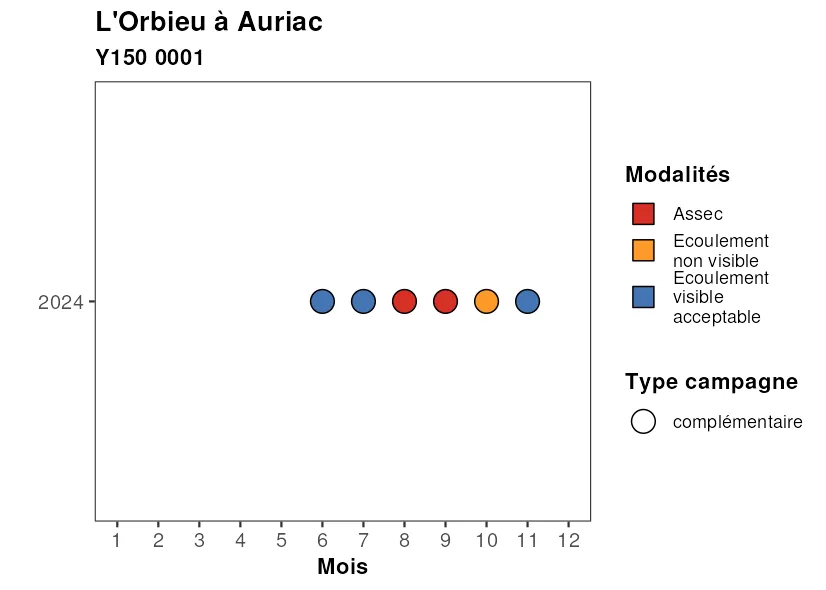 L'Orbieu à Auriac
Y150 0001
2024
1 2 3 4 5 6 7 8 9 10 11 12
Mois
Modalités
Assec
Ecoulement
non visible
Ecoulement
visible
acceptable
Type campagne
complémentaire